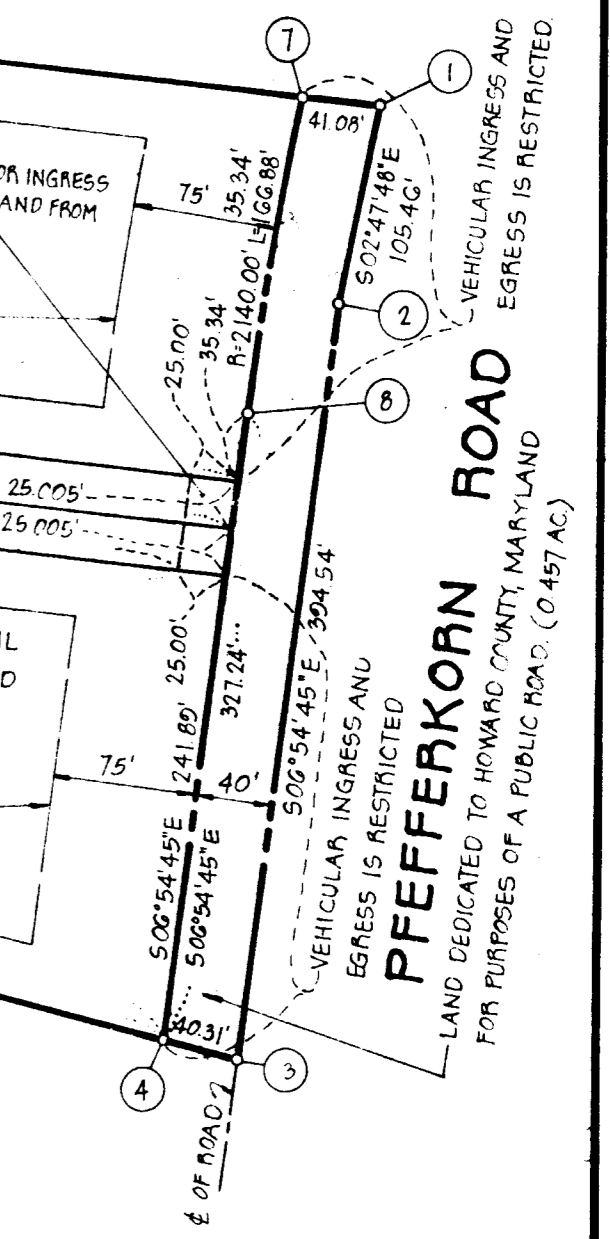 7
1
41.08'
VEHICULAR INGRESS AND
EGRESS IS RESTRICTED.
OR INGRESS
AND FROM
75'
35.34'
R=2140.00' L=166.88'
S02°47'48"E
105.46'
2
25.00'
35.34'
8
25.005'
25.005'
25.00'
241.89'
327.24'...
S06°54'45"E 394.54'
IL
D
75'
40'
S06°54'45"E
S06°54'45"E
VEHICULAR INGRESS AND
EGRESS IS RESTRICTED
PFEFFERKORN ROAD
LAND DEDICATED TO HOWARD COUNTY, MARYLAND
FOR PURPOSES OF A PUBLIC ROAD. (0.457 AC.)
40.31'
4
3
℄ OF ROAD